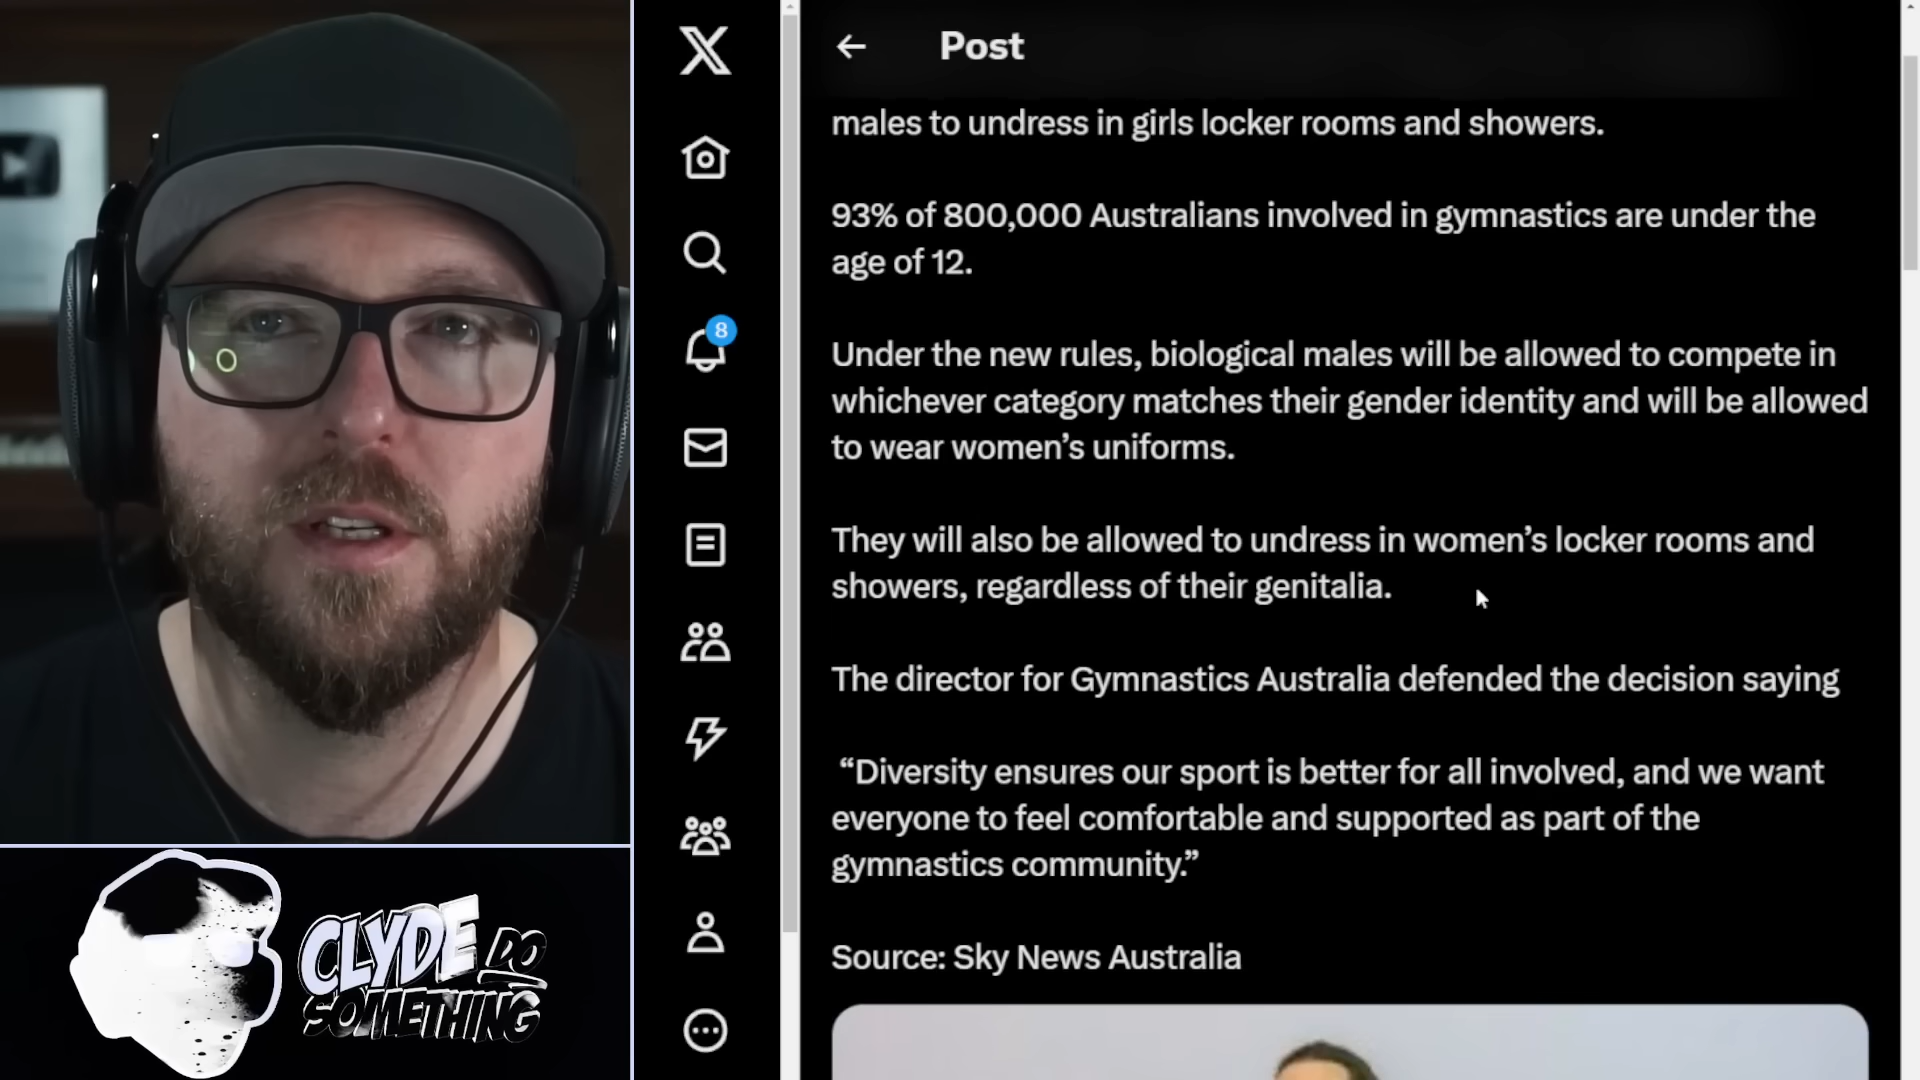 Post
males to undress in girls locker rooms and showers.
93% of 800,000 Australians involved in gymnastics are under the
age of 12.
8
Under the new rules, biological males will be allowed to compete in
whichever category matches their gender identity and will be allowed
to wear women’s uniforms.
They will also be allowed to undress in women’s locker rooms and
showers, regardless of their genitalia.
The director for Gymnastics Australia defended the decision saying
“Diversity ensures our sport is better for all involved, and we want
everyone to feel comfortable and supported as part of the
gymnastics community.”
Source: Sky News Australia
CLYDE DO
SOMETHING